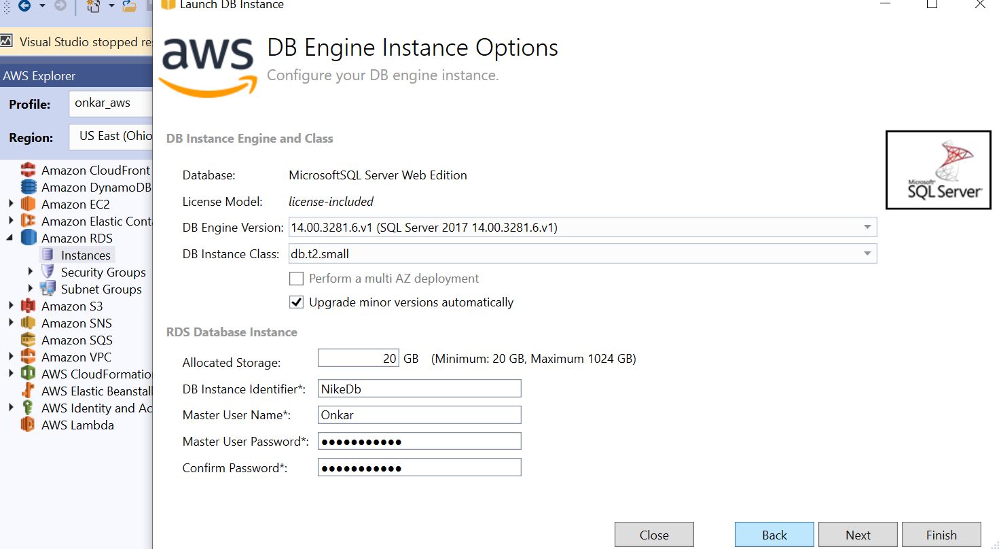 Launch DB Instance
Visual Studio stopped re
AWS Explorer
Profile: onkar_aws
Region: US East (Ohio
Amazon CloudFront
Amazon DynamoDB
Amazon EC2
Amazon Elastic Conta
Amazon RDS
Instances
Security Groups
Subnet Groups
Amazon S3
Amazon SNS
Amazon SQS
Amazon VPC
AWS CloudFormation
AWS Elastic Beanstal
AWS Identity and Ac
AWS Lambda
aws
DB Engine Instance Options
Configure your DB engine instance.
DB Instance Engine and Class
Microsoft
SQL Server
Database: MicrosoftSQL Server Web Edition
License Model: license-included
DB Engine Version: 14.00.3281.6.v1 (SQL Server 2017 14.00.3281.6.v1)
DB Instance Class: db.t2.small
Perform a multi AZ deployment
Upgrade minor versions automatically
RDS Database Instance
Allocated Storage: 20 GB (Minimum: 20 GB, Maximum 1024 GB)
DB Instance Identifier*: NikeDb
Master User Name*: Onkar
Master User Password*: ●●●●●●●●●●●
Confirm Password*: ●●●●●●●●●●●
Close Back Next Finish